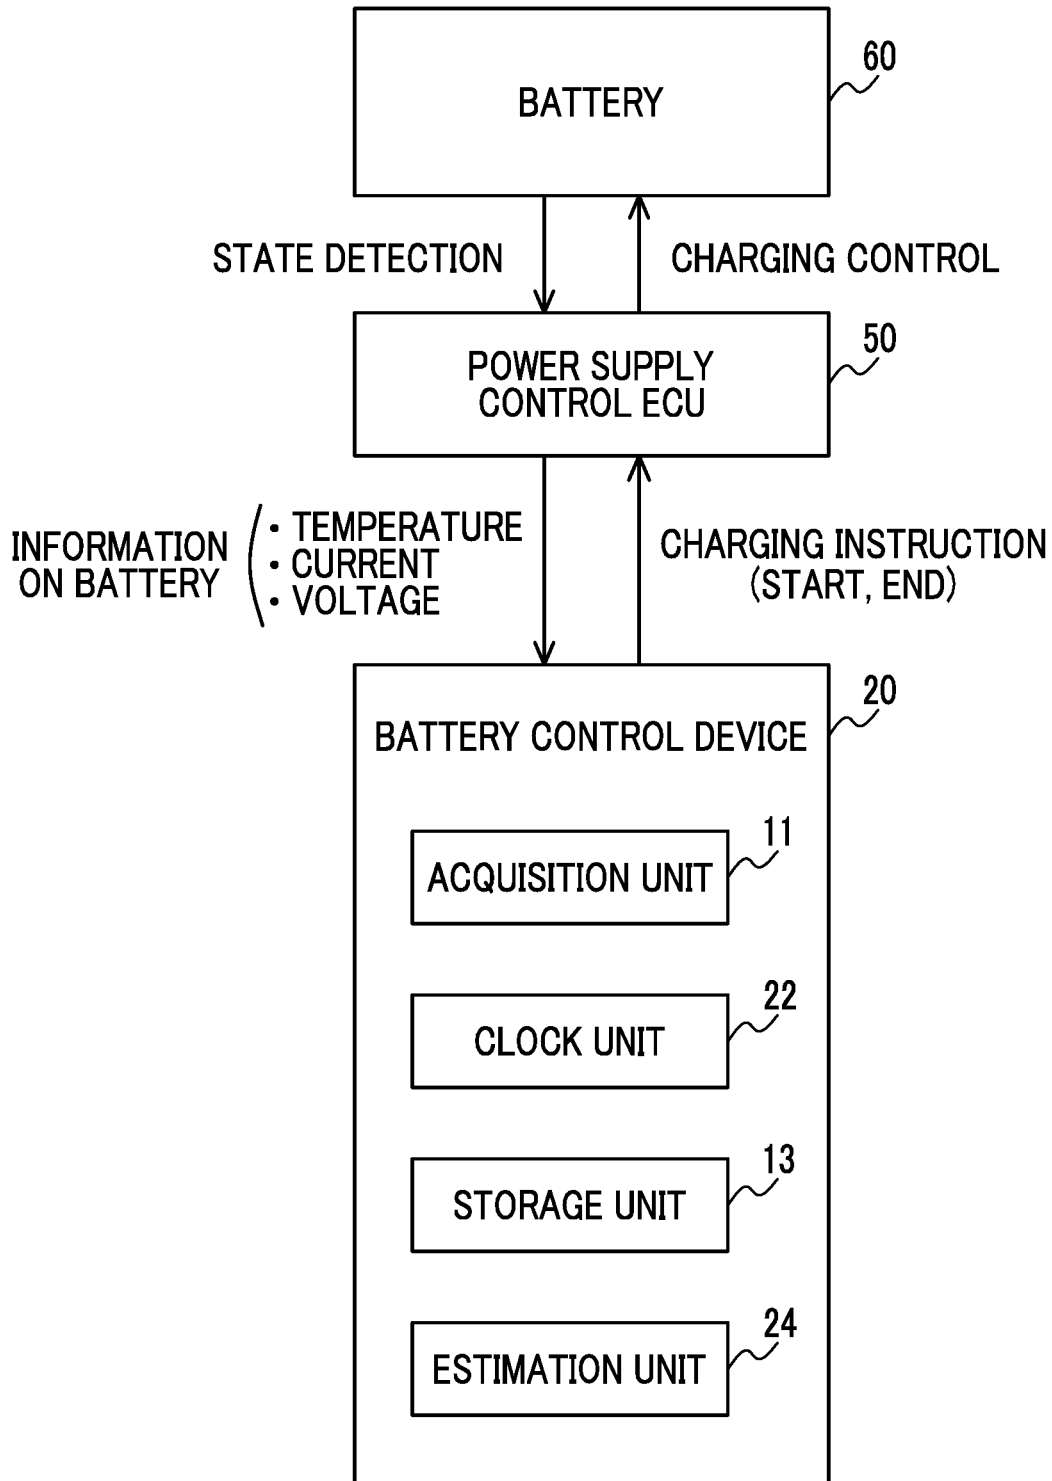 60
BATTERY
STATE DETECTION
CHARGING CONTROL
50
POWER SUPPLY
CONTROL ECU
INFORMATION
ON BATTERY
・TEMPERATURE
・CURRENT
・VOLTAGE
CHARGING INSTRUCTION
(START, END)
20
BATTERY CONTROL DEVICE
11
ACQUISITION UNIT
22
CLOCK UNIT
13
STORAGE UNIT
24
ESTIMATION UNIT